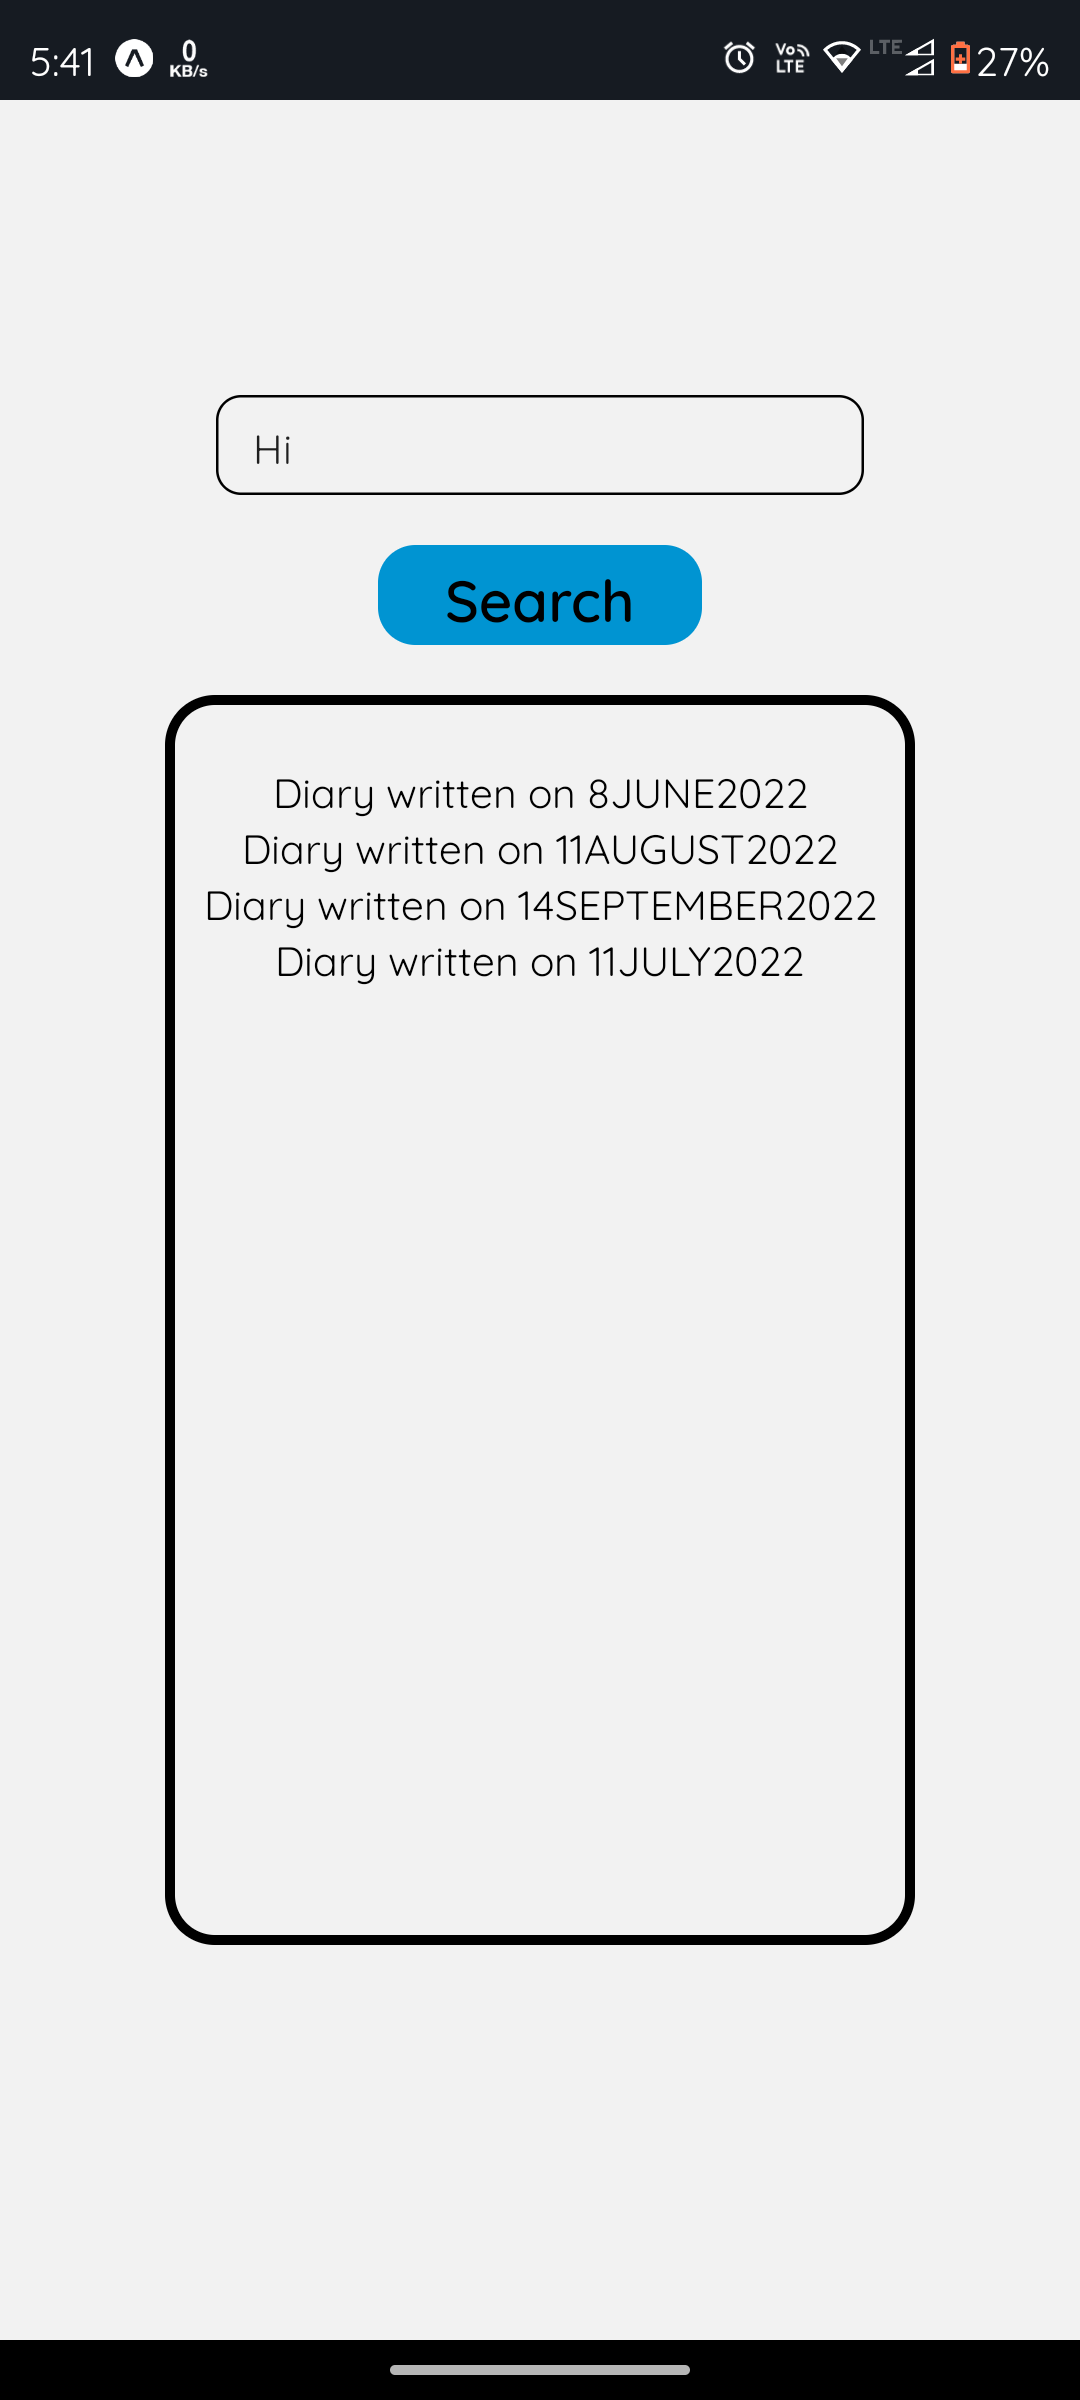 5:41 0 KB/s Vo LTE LTE 27%
Hi
Search
Diary written on 8JUNE2022
Diary written on 11AUGUST2022
Diary written on 14SEPTEMBER2022
Diary written on 11JULY2022